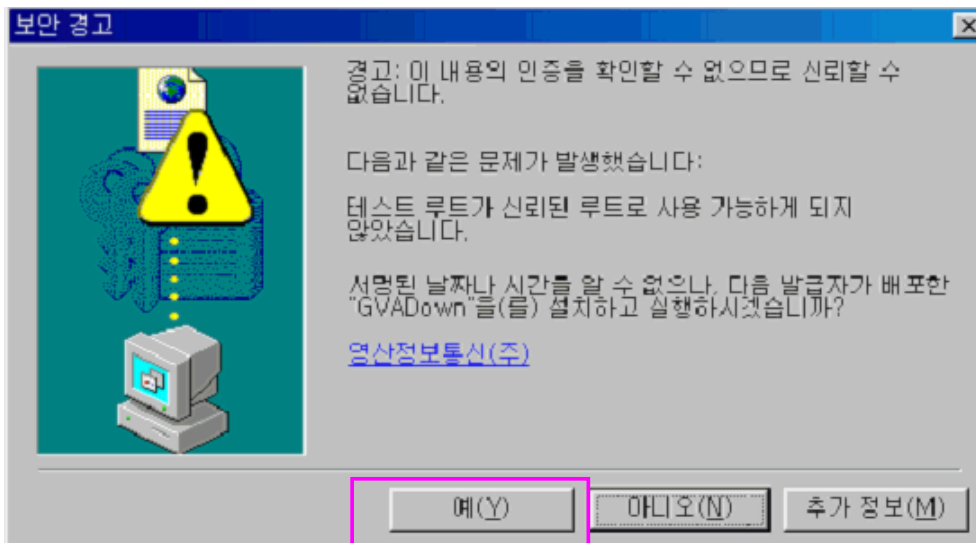 보안 경고
경고: 이 내용의 인증을 확인할 수 없으므로 신뢰할 수
없습니다.
다음과 같은 문제가 발생했습니다:
테스트 루트가 신뢰된 루트로 사용 가능하게 되지
않았습니다.
서명된 날짜나 시간를 알 수 없으나, 다음 발급자가 배포한
"GVADown"을(를) 설치하고 실행하시겠습니까?
영산정보통신(주)
예(Y) 아니오(N) 추가 정보(M)